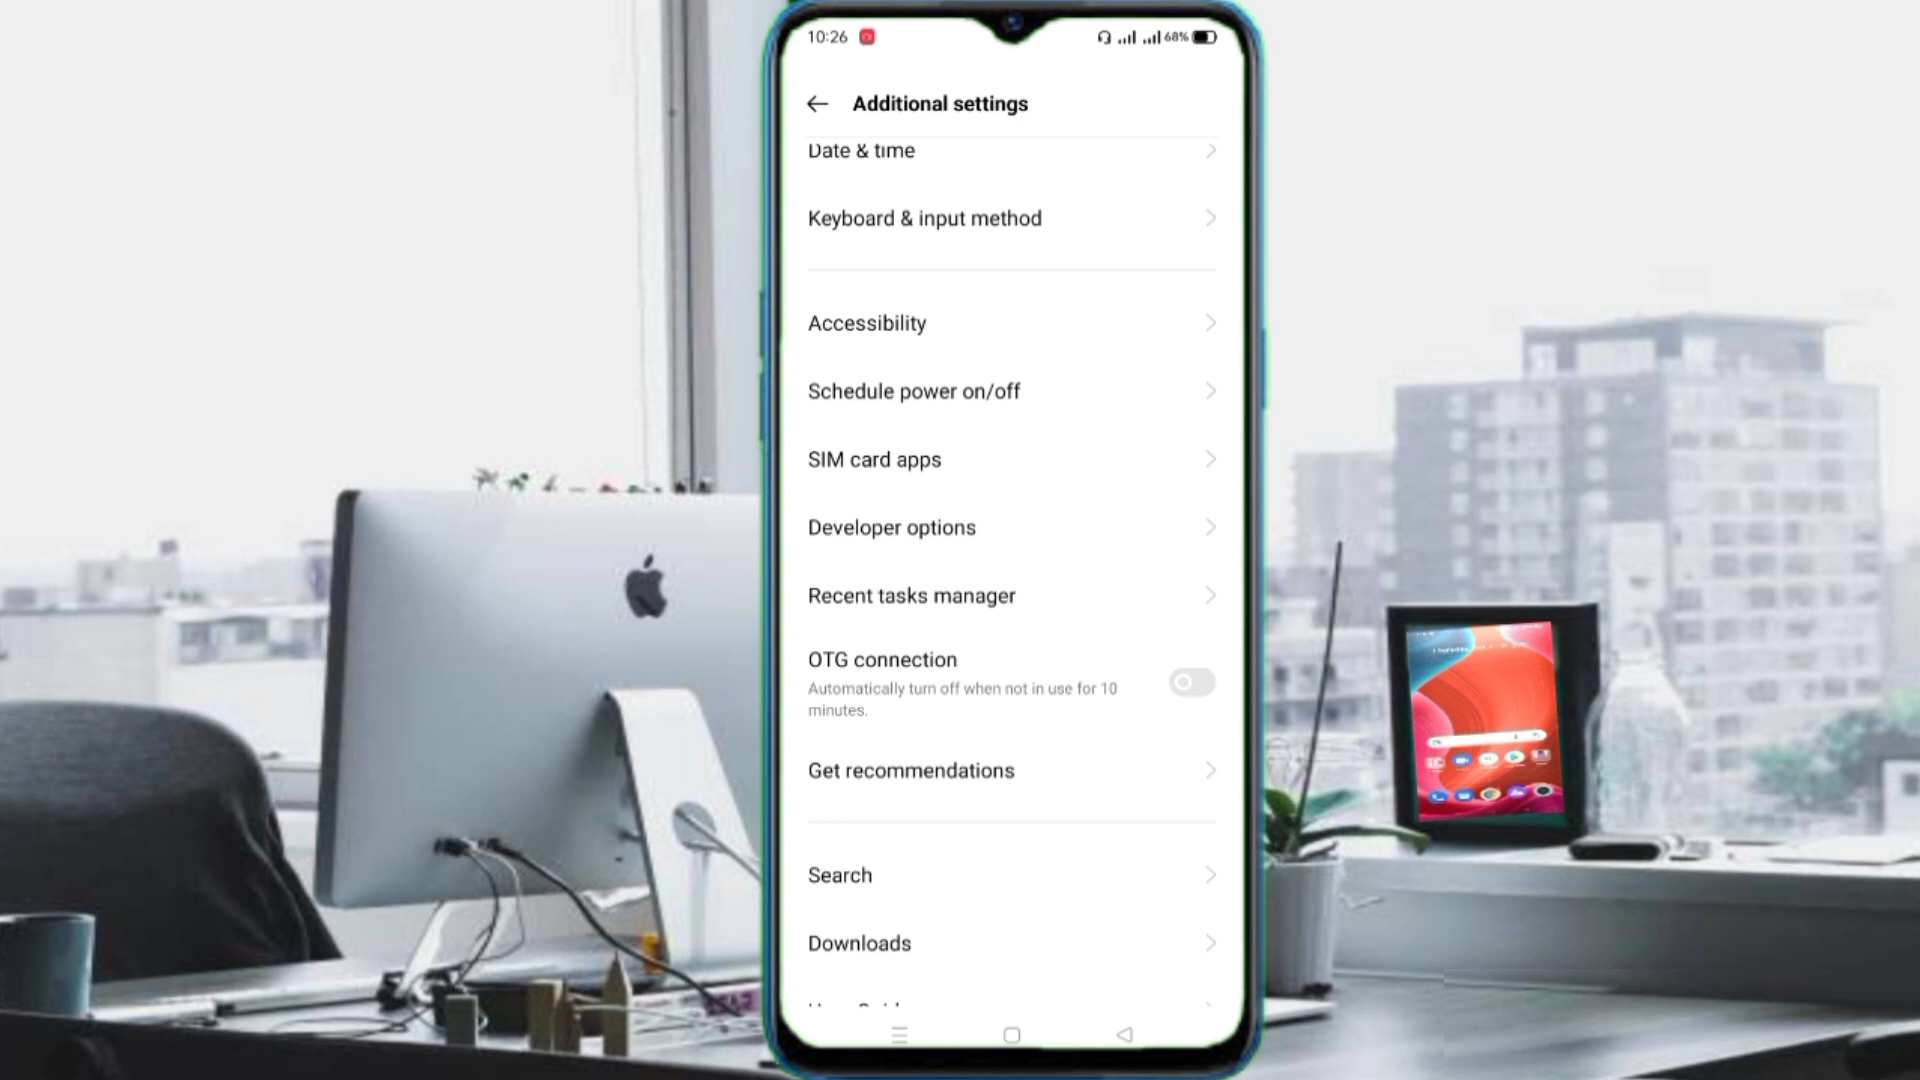 10:26
68%
Additional settings
Date & time
Keyboard & input method
Accessibility
Schedule power on/off
SIM card apps
Developer options
Recent tasks manager
OTG connection
Automatically turn off when not in use for 10
minutes.
Get recommendations
Search
Downloads